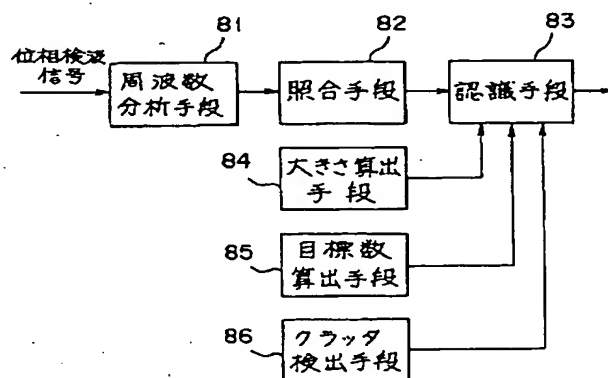 81
82
83
位相検波
信号
周波数
分析手段
照合手段
認識手段
84
大きさ算出
手段
85
目標数
算出手段
86
クラッタ
検出手段